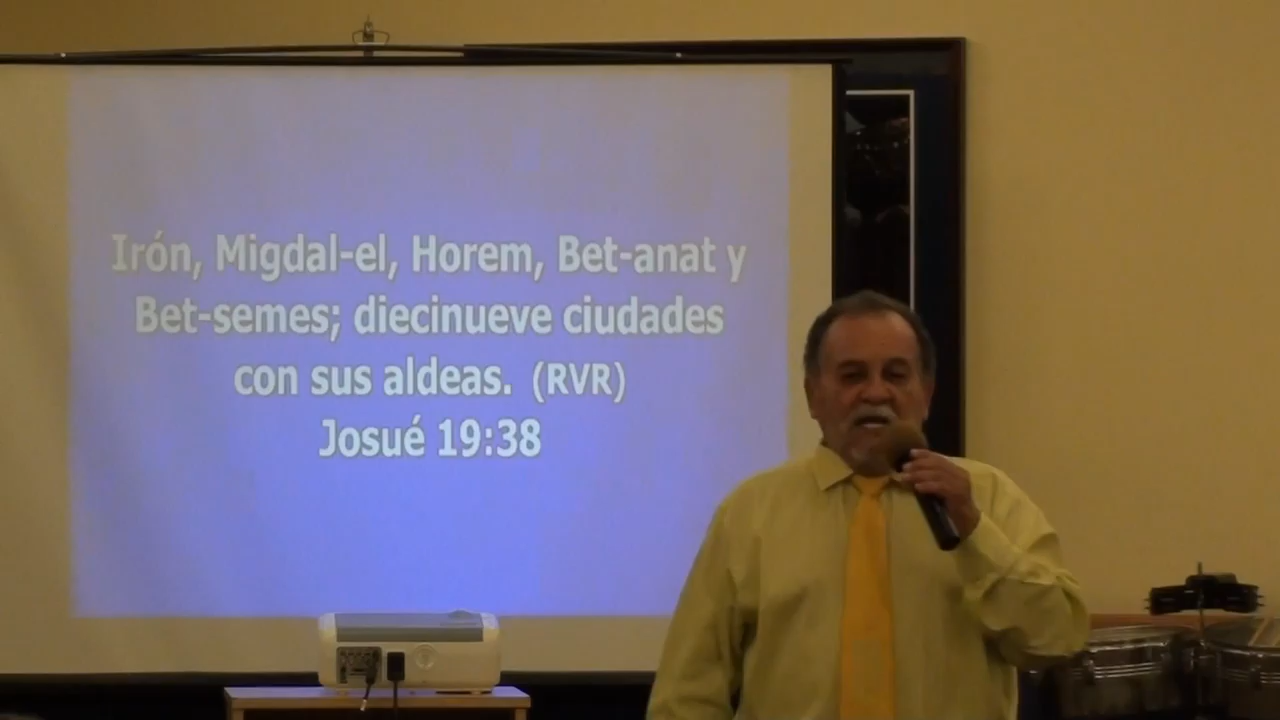 Irón, Migdal-el, Horem, Bet-anat y
Bet-semes; diecinueve ciudades
con sus aldeas. (RVR)
Josué 19:38